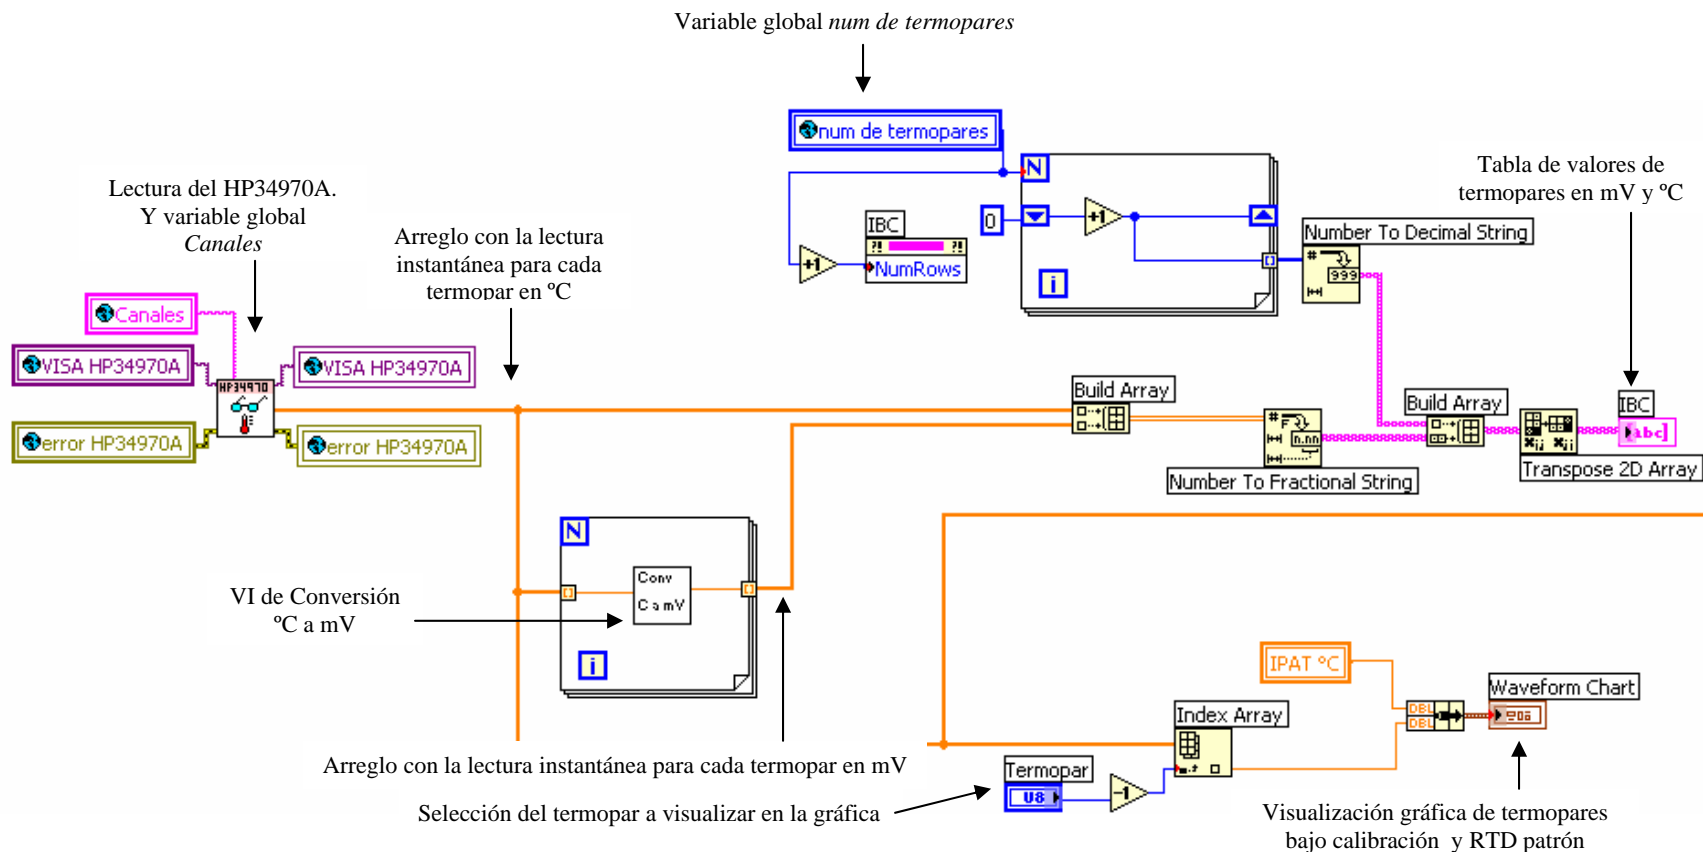 Variable global num de termopares
num de termopares
Lectura del HP34970A.
Y variable global
Canales
Arreglo con la lectura
instantánea para cada
termopar en ºC
Tabla de valores de
termopares en mV y ºC
N
IBC
NumRows
+1
0
+1
i
Number To Decimal String
#
999
Canales
VISA HP34970A
VISA HP34970A
HP34970
error HP34970A
error HP34970A
Build Array
Build Array
IBC
abc
#
F
n.nn
Number To Fractional String
Transpose 2D Array
N
Conv
C a mV
i
VI de Conversión
ºC a mV
IPAT ºC
Waveform Chart
DBL
DBL
Index Array
Arreglo con la lectura instantánea para cada termopar en mV
Termopar
U8
-1
Selección del termopar a visualizar en la gráfica
Visualización gráfica de termopares
bajo calibración y RTD patrón